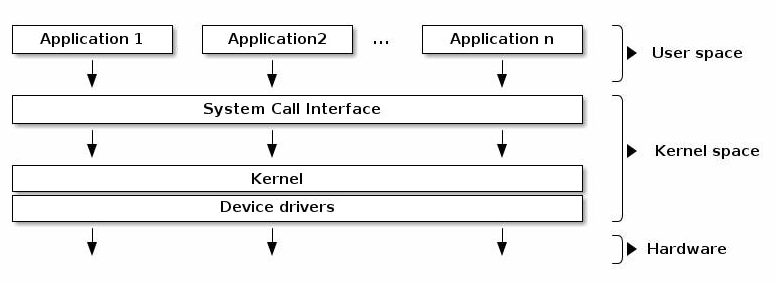 Application 1
Application2
...
Application n
User space
System Call Interface
Kernel space
Kernel
Device drivers
Hardware